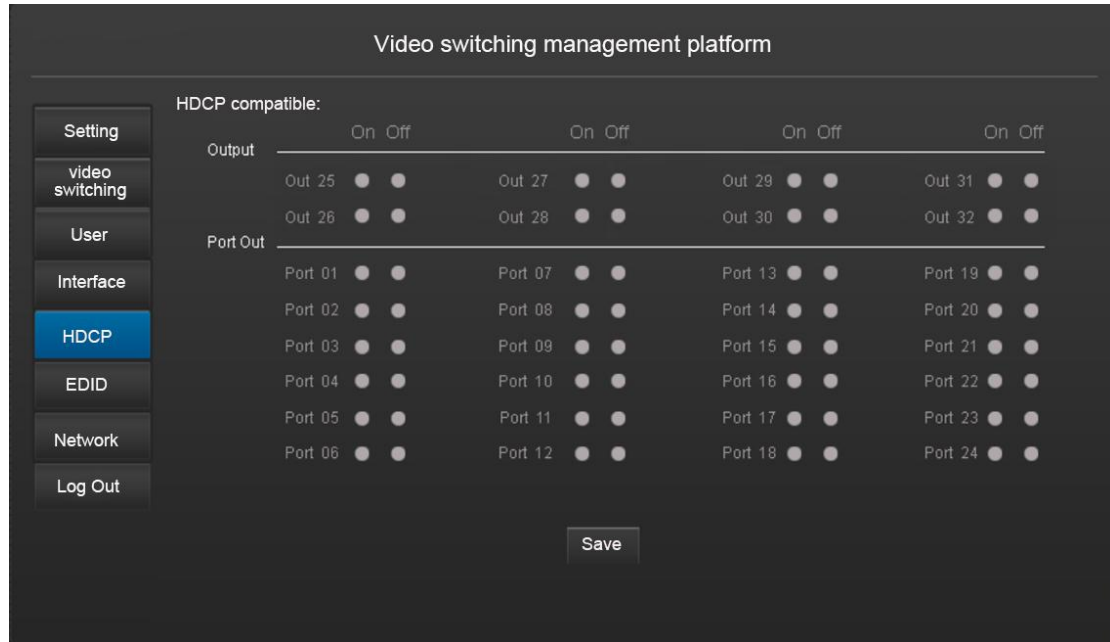 Video switching management platform
HDCP compatible:
On Off On Off On Off On Off
Output
Out 25 Out 27 Out 29 Out 31
Out 26 Out 28 Out 30 Out 32
Port Out
Port 01 Port 07 Port 13 Port 19
Port 02 Port 08 Port 14 Port 20
Port 03 Port 09 Port 15 Port 21
Port 04 Port 10 Port 16 Port 22
Port 05 Port 11 Port 17 Port 23
Port 06 Port 12 Port 18 Port 24
Save
Setting
video
switching
User
Interface
HDCP
EDID
Network
Log Out